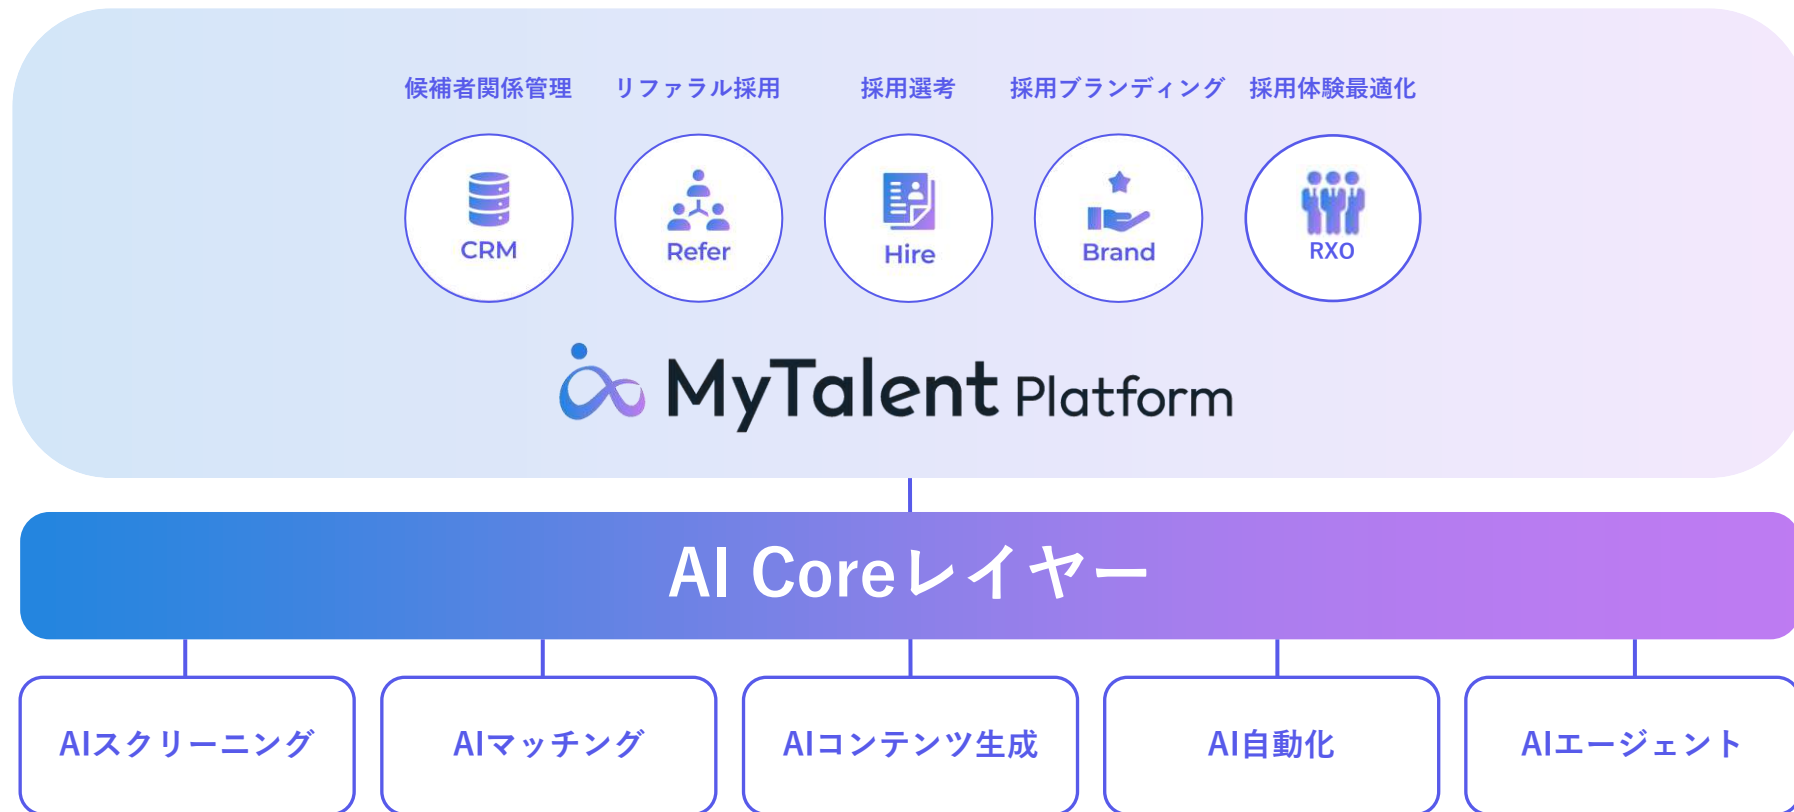 候補者関係管理 リファラル採用 採用選考 採用ブランディング 採用体験最適化
CRM Refer Hire Brand RXO
MyTalent Platform
AI Coreレイヤー
AIスクリーニング AIマッチング AIコンテンツ生成 AI自動化 AIエージェント